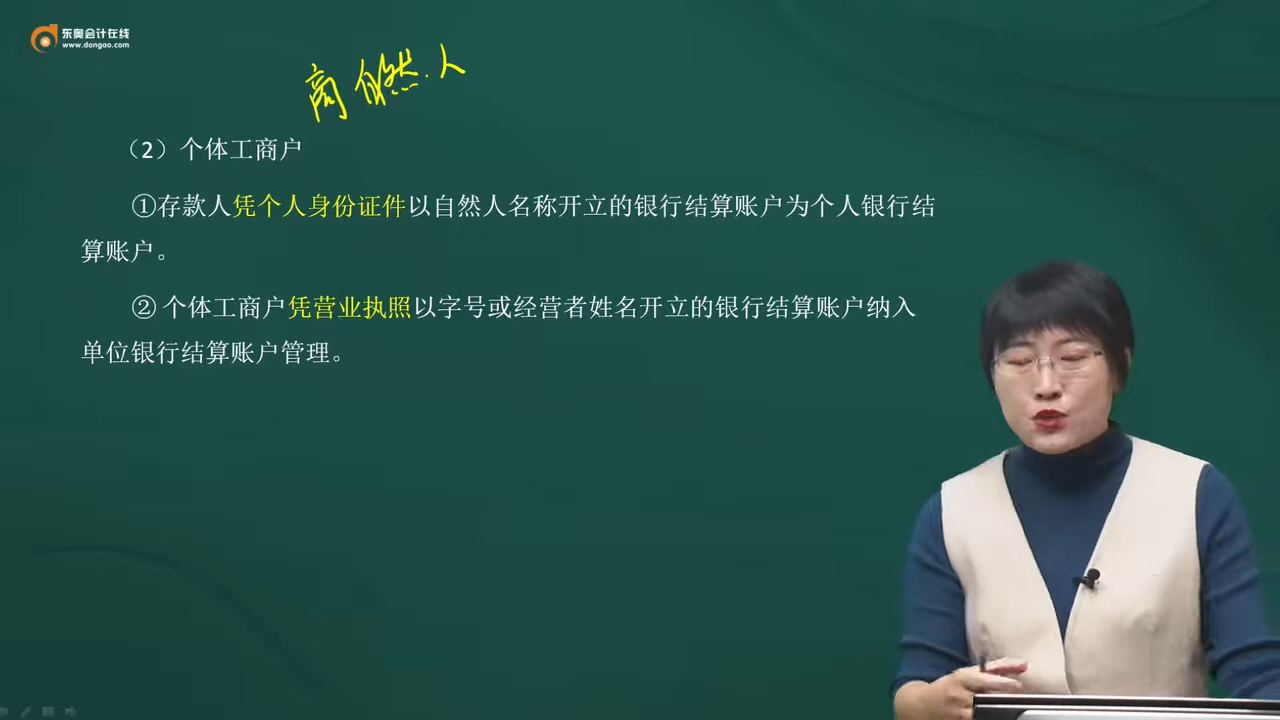 东奥会计在线
www.dongao.com
商自然人
（2）个体工商户
①存款人凭个人身份证件以自然人名称开立的银行结算账户为个人银行结
算账户。
② 个体工商户凭营业执照以字号或经营者姓名开立的银行结算账户纳入
单位银行结算账户管理。